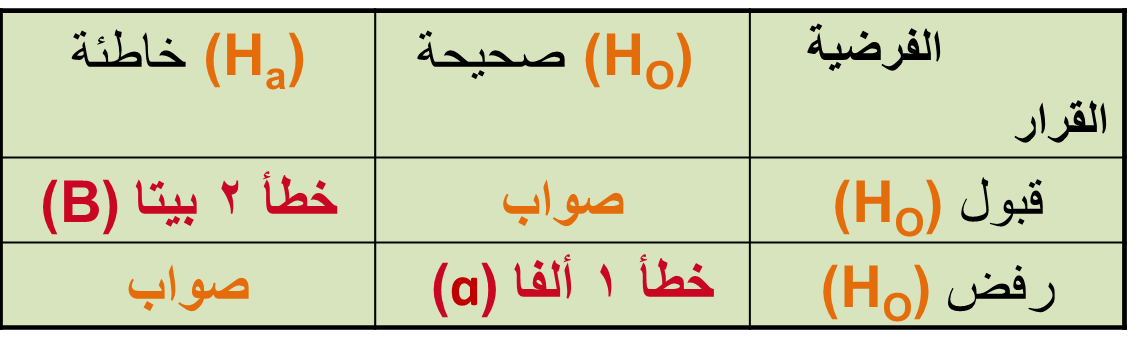 الفرضية (HO) صحيحة (Ha) خاطئة
القرار
قبول (HO) صواب خطأ ٢ بيتا (B)
رفض (HO) خطأ ١ ألفا (α)  صواب